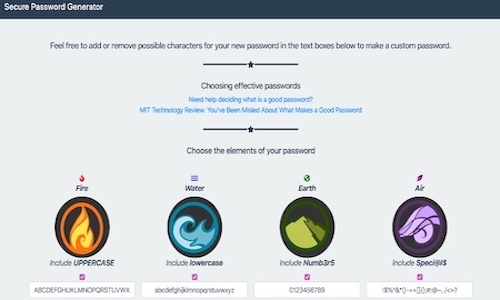 Secure Password Generator
Feel free to add or remove possible characters for your new password in the text boxes below to make a custom password.
Choosing effective passwords
Need help deciding what is a good password?
MIT Technology Review: You've Been Misled About What Makes a Good Password
Choose the elements of your password
Fire Water Earth Air
Include UPPERCASE Include lowercase Include Numb3r5 Include Speci@l$
ABCDEFGHIJKLMNOPQRSTUVWX abcdefghijklmnopqrstuvwxyz 0123456789